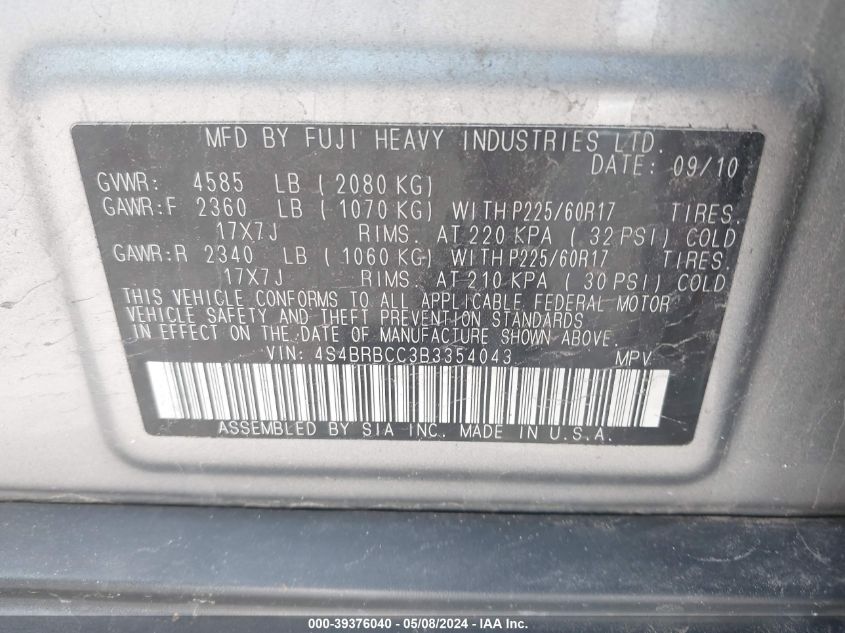 MFD BY FUJI HEAVY INDUSTRIES LTD.
DATE: 09/10
GVWR: 4585 LB ( 2080 KG)
GAWR:F 2360 LB ( 1070 KG) WITH P225/60R17 TIRES.
17X7J RIMS. AT 220 KPA ( 32 PSI) COLD
GAWR:R 2340 LB ( 1060 KG) WITH P225/60R17 TIRES.
17X7J RIMS. AT 210 KPA ( 30 PSI) COLD
THIS VEHICLE CONFORMS TO ALL APPLICABLE FEDERAL MOTOR
VEHICLE SAFETY AND THEFT PREVENTION STANDARDS
IN EFFECT ON THE DATE OF MANUFACTURE SHOWN ABOVE.
VIN: 4S4BRBCC3B3354043 MPV
ASSEMBLED BY SIA INC. MADE IN U.S.A.
000-39376040 - 05/08/2024 - IAA Inc.